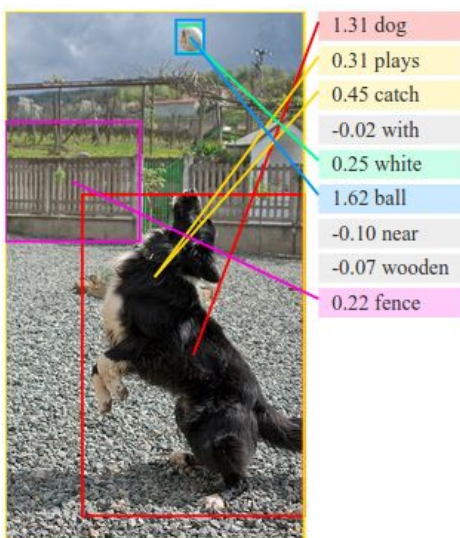 1.31 dog
0.31 plays
0.45 catch
-0.02 with
0.25 white
1.62 ball
-0.10 near
-0.07 wooden
0.22 fence